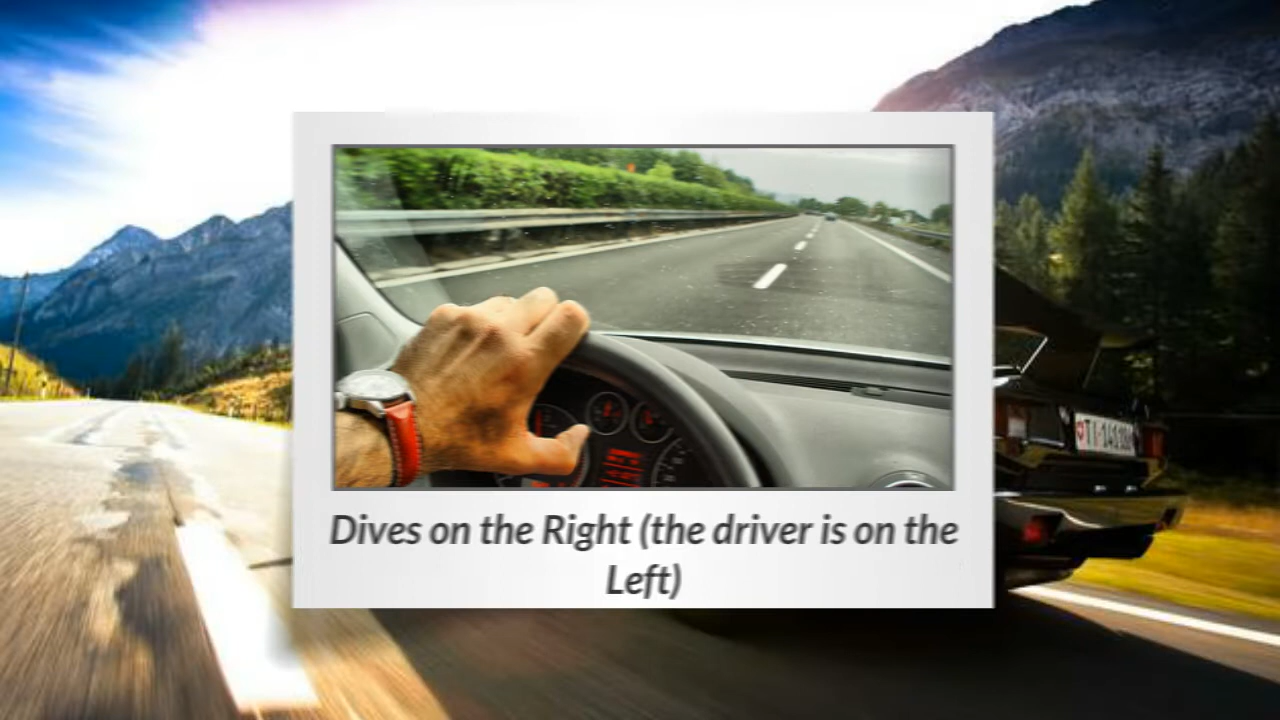 Dives on the Right (the driver is on the
Left)